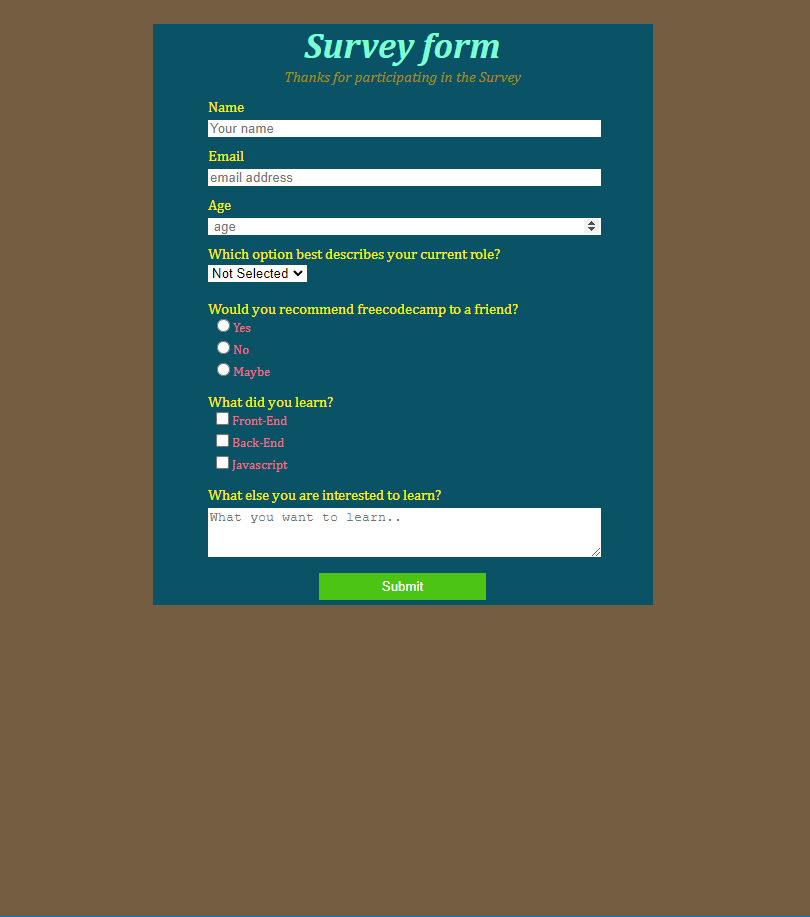 Survey form
Thanks for participating in the Survey
Name
Your name
Email
email address
Age
age
Which option best describes your current role?
Not Selected
Would you recommend freecodecamp to a friend?
Yes
No
Maybe
What did you learn?
Front-End
Back-End
Javascript
What else you are interested to learn?
What you want to learn..
Submit